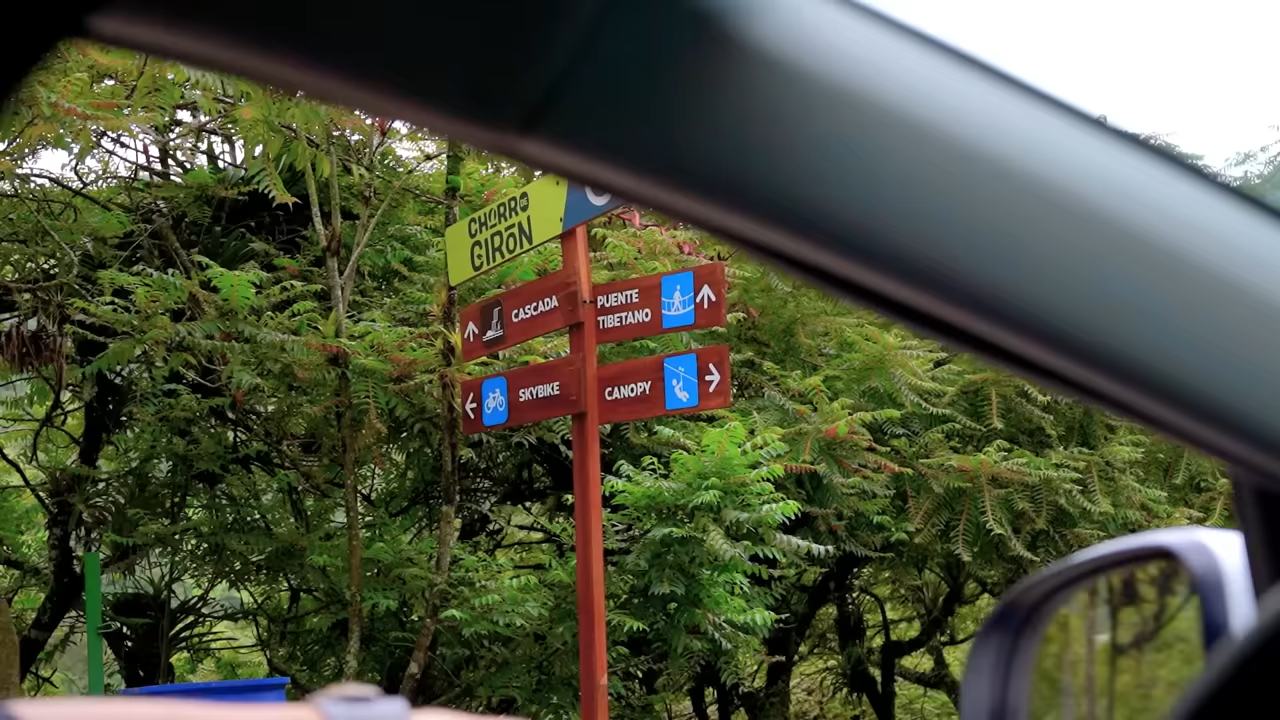 CHORRO DE
GIRÓN
CASCADA
PUENTE
TIBETANO
SKYBIKE
CANOPY